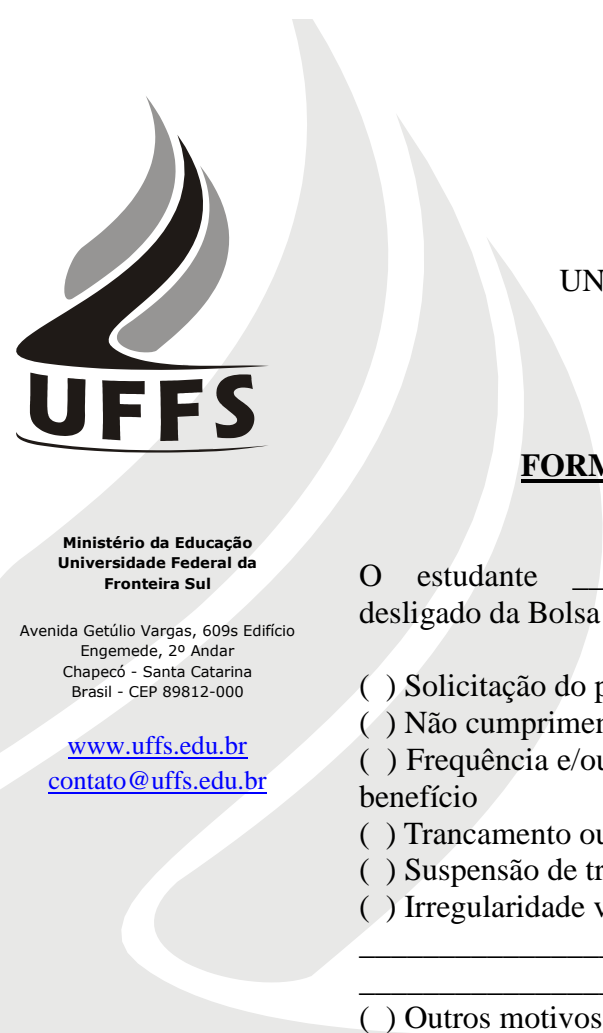 UFFS
Ministério da Educação
Universidade Federal da
Fronteira Sul
Avenida Getúlio Vargas, 609s Edifício
Engemede, 2º Andar
Chapecó - Santa Catarina
Brasil - CEP 89812-000
www.uffs.edu.br
contato@uffs.edu.br
UN
FORM
O estudante __
desligado da Bolsa
( ) Solicitação do p
( ) Não cumprimen
( ) Frequência e/ou
benefício
( ) Trancamento ou
( ) Suspensão de tr
( ) Irregularidade v
( ) Outros motivos